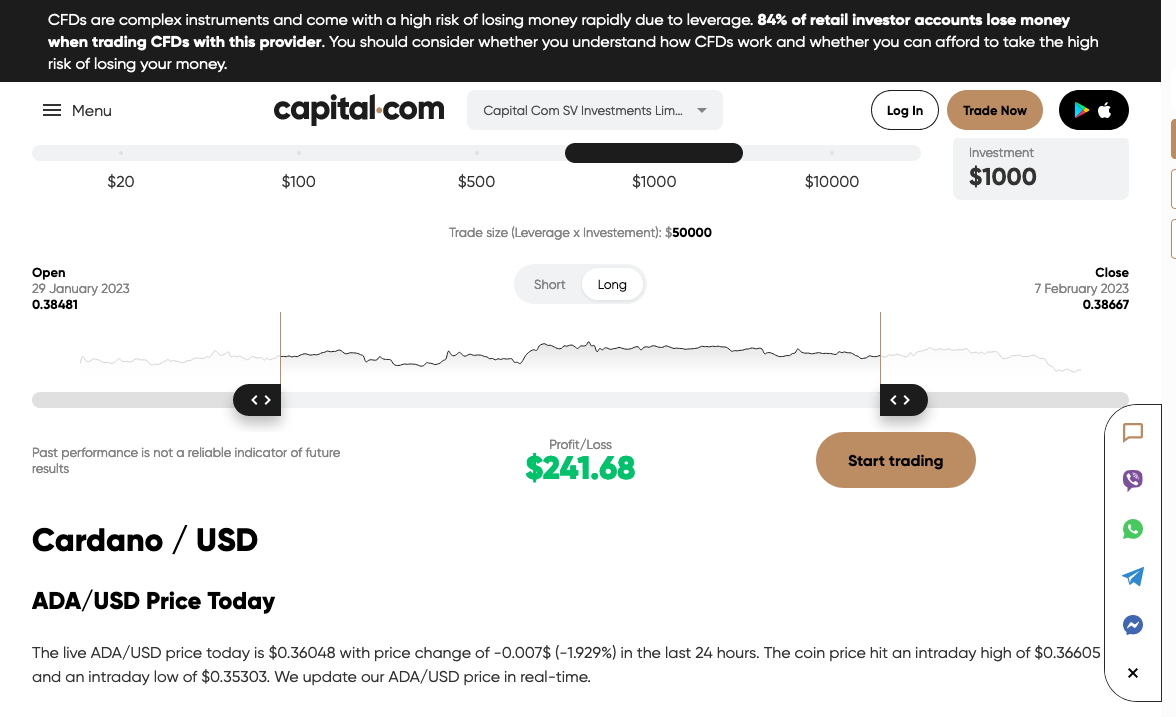 CFDs are complex instruments and come with a high risk of losing money rapidly due to leverage. 84% of retail investor accounts lose money
when trading CFDs with this provider. You should consider whether you understand how CFDs work and whether you can afford to take the high
risk of losing your money.
Menu
capital.com
Capital Com SV Investments Lim...
Log In
Trade Now
$20
$100
$500
$1000
$10000
Investment
$1000
Trade size (Leverage x Investement): $50000
Open
29 January 2023
0.38481
Short
Long
Close
7 February 2023
0.38667
Past performance is not a reliable indicator of future
results
Profit/Loss
$241.68
Start trading
Cardano / USD
ADA/USD Price Today
The live ADA/USD price today is $0.36048 with price change of -0.007$ (-1.929%) in the last 24 hours. The coin price hit an intraday high of $0.36605
and an intraday low of $0.35303. We update our ADA/USD price in real-time.